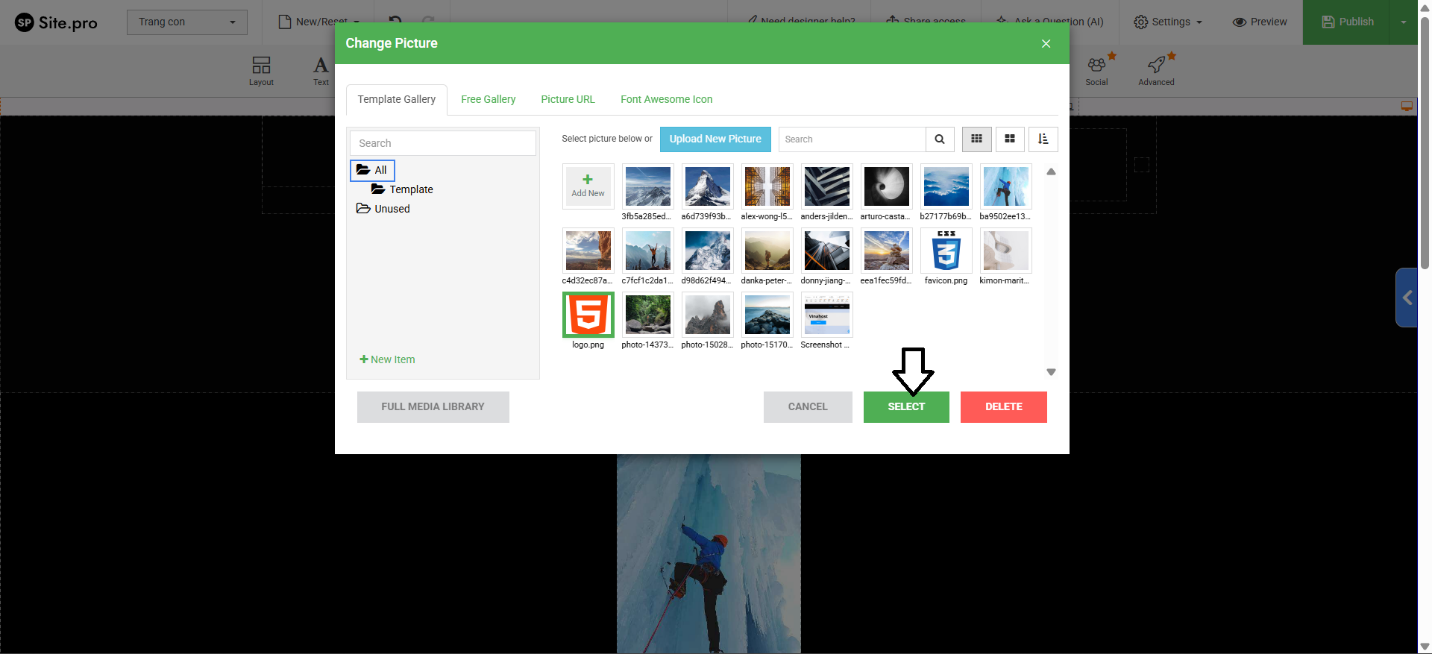 SP Site.pro
Trang con
New/Reset
Need designer help?
Share access
Ask a Question (AI)
Settings
Preview
Publish
Layout
Text
Social
Advanced
Change Picture
Template Gallery
Free Gallery
Picture URL
Font Awesome Icon
Search
All
Template
Unused
New Item
Select picture below or
Upload New Picture
Search
Add New
3fb5a285ed...
a6d739f93b...
alex-wong-l5...
anders-jilden...
arturo-casta...
b27177b69b...
ba9502ee13...
c4d32ec87a...
c7fcf1c2da1...
d98d62f494...
danka-peter-...
donny-jiang-...
eea1fec59fd...
CSS
3
favicon.png
kimon-marit...
5
logo.png
photo-14373...
photo-15028...
photo-15170...
Screenshot ...
FULL MEDIA LIBRARY
CANCEL
SELECT
DELETE